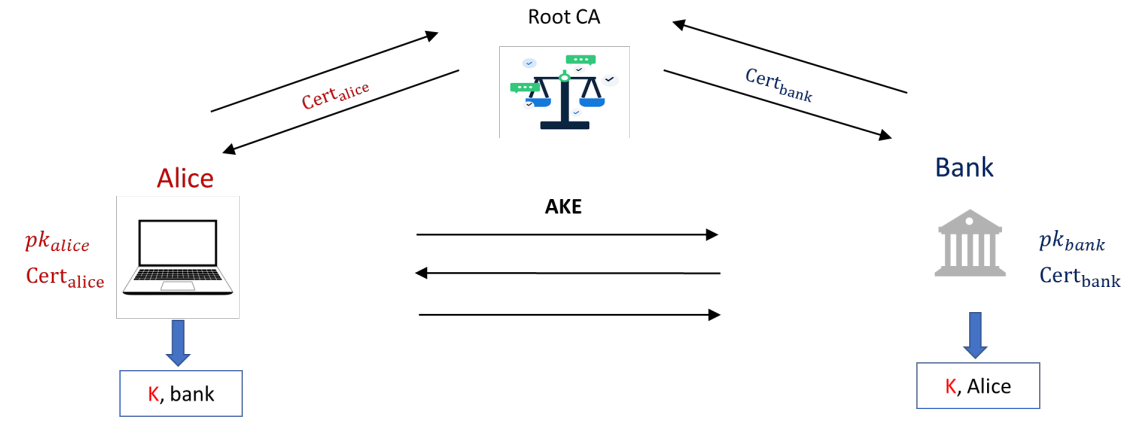 Root CA
Cert_alice
Cert_bank
Alice
Bank
AKE
pk_alice
Cert_alice
pk_bank
Cert_bank
K, bank
K, Alice